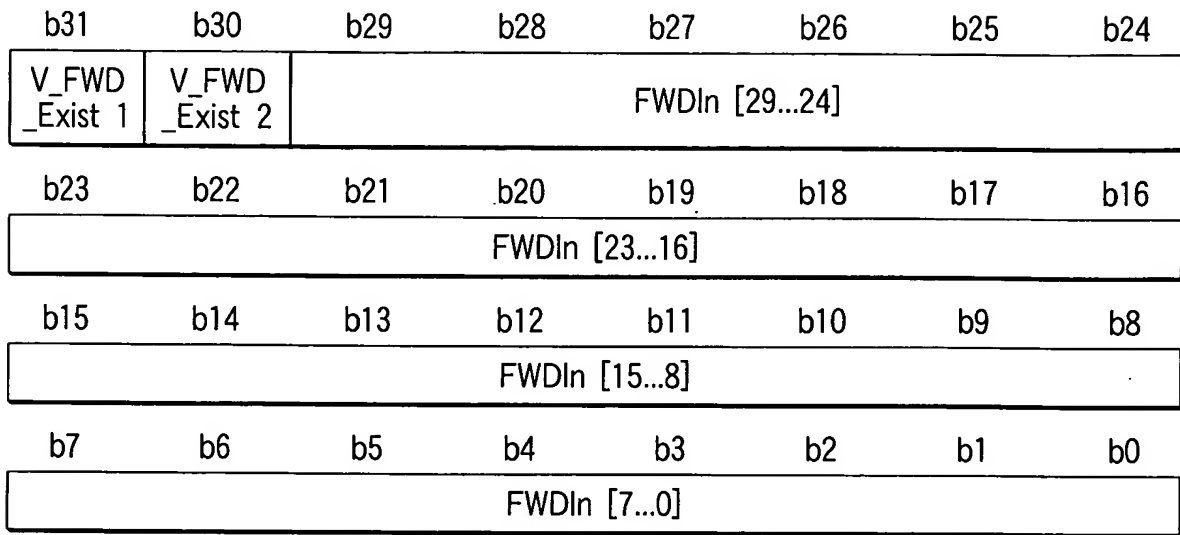 b31 b30 b29 b28 b27 b26 b25 b24
V_FWD V_FWD FWDIn [29...24]
_Exist 1 _Exist 2
b23 b22 b21 b20 b19 b18 b17 b16
FWDIn [23...16]
b15 b14 b13 b12 b11 b10 b9 b8
FWDIn [15...8]
b7 b6 b5 b4 b3 b2 b1 b0
FWDIn [7...0]